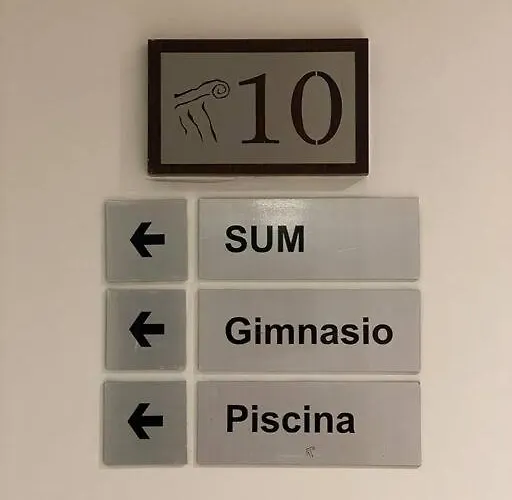 10
← SUM
← Gimnasio
← Piscina